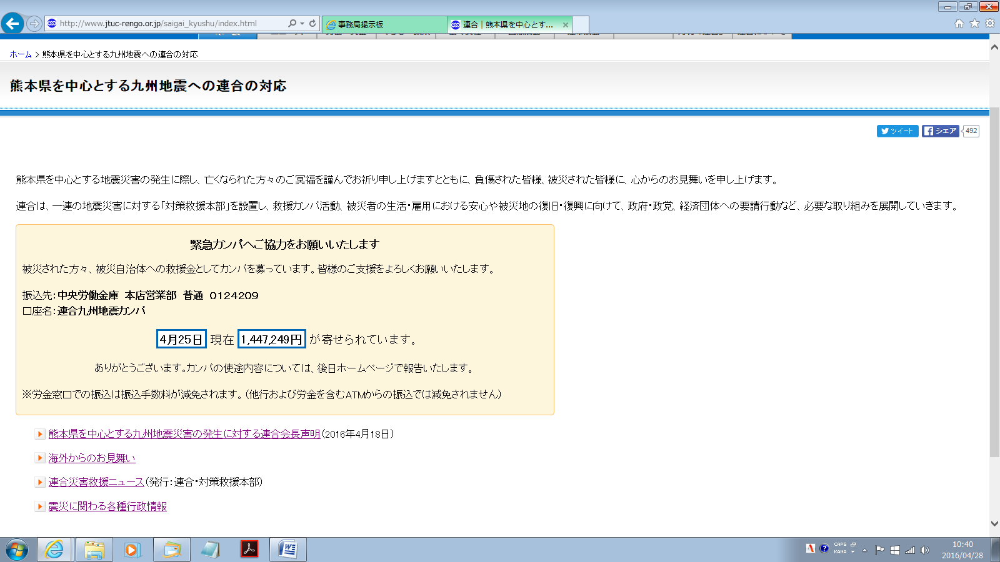 http://www.jtuc-rengo.or.jp/saigai_kyushu/index.html
事務局掲示板
連合｜熊本県を中心とす...
ホーム > 熊本県を中心とする九州地震への連合の対応
熊本県を中心とする九州地震への連合の対応
ツイート
シェア
492
熊本県を中心とする地震災害の発生に際し、亡くなられた方々のご冥福を謹んでお祈り申し上げますとともに、負傷された皆様、被災された皆様に、心からのお見舞いを申し上げます。
連合は、一連の地震災害に対する「対策救援本部」を設置し、救援カンパ活動、被災者の生活・雇用における安心や被災地の復旧・復興に向けて、政府・政党、経済団体への要請行動など、必要な取り組みを展開していきます。
緊急カンパへご協力をお願いいたします
被災された方々、被災自治体への救援金としてカンパを募っています。皆様のご支援をよろしくお願いいたします。
振込先：中央労働金庫　本店営業部　普通　0124209
口座名：連合九州地震カンパ
4月25日 現在 1,447,249円 が寄せられています。
ありがとうございます。カンパの使途内容については、後日ホームページで報告いたします。
※労金窓口での振込は振込手数料が減免されます。（他行および労金を含むATMからの振込では減免されません）
熊本県を中心とする九州地震災害の発生に対する連合会長声明（2016年4月18日）
海外からのお見舞い
連合災害救援ニュース（発行：連合・対策救援本部）
震災に関わる各種行政情報
A
CAPS
KANA
10:40
2016/04/28